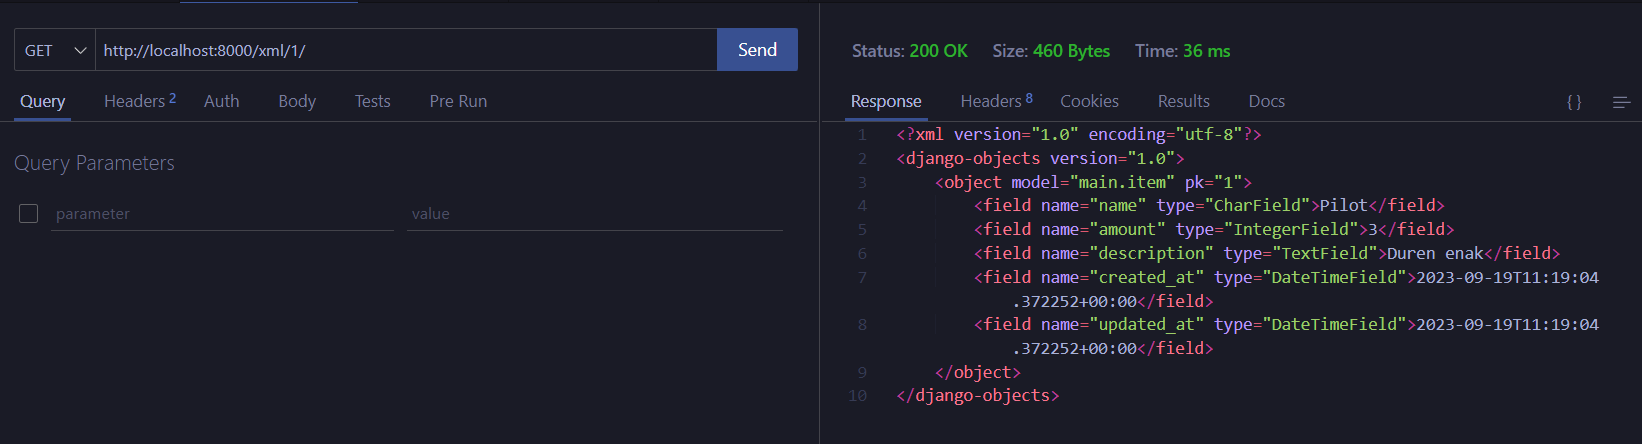 GET http://localhost:8000/xml/1/ Send
Query Headers 2 Auth Body Tests Pre Run
Query Parameters
parameter value
Status: 200 OK Size: 460 Bytes Time: 36 ms
Response Headers 8 Cookies Results Docs { }
1 <?xml version="1.0" encoding="utf-8"?>
2 <django-objects version="1.0">
3 <object model="main.item" pk="1">
4 <field name="name" type="CharField">Pilot</field>
5 <field name="amount" type="IntegerField">3</field>
6 <field name="description" type="TextField">Duren enak</field>
7 <field name="created_at" type="DateTimeField">2023-09-19T11:19:04
.372252+00:00</field>
8 <field name="updated_at" type="DateTimeField">2023-09-19T11:19:04
.372252+00:00</field>
9 </object>
10 </django-objects>